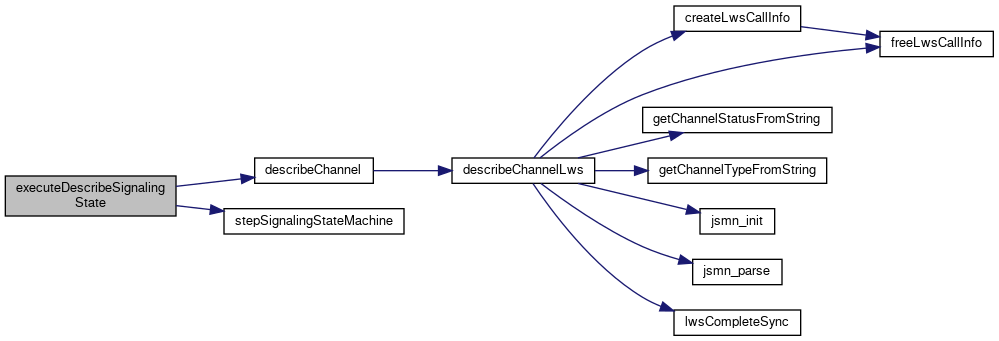 executeDescribeSignaling
State
describeChannel
stepSignalingStateMachine
describeChannelLws
createLwsCallInfo
freeLwsCallInfo
getChannelStatusFromString
getChannelTypeFromString
jsmn_init
jsmn_parse
lwsCompleteSync